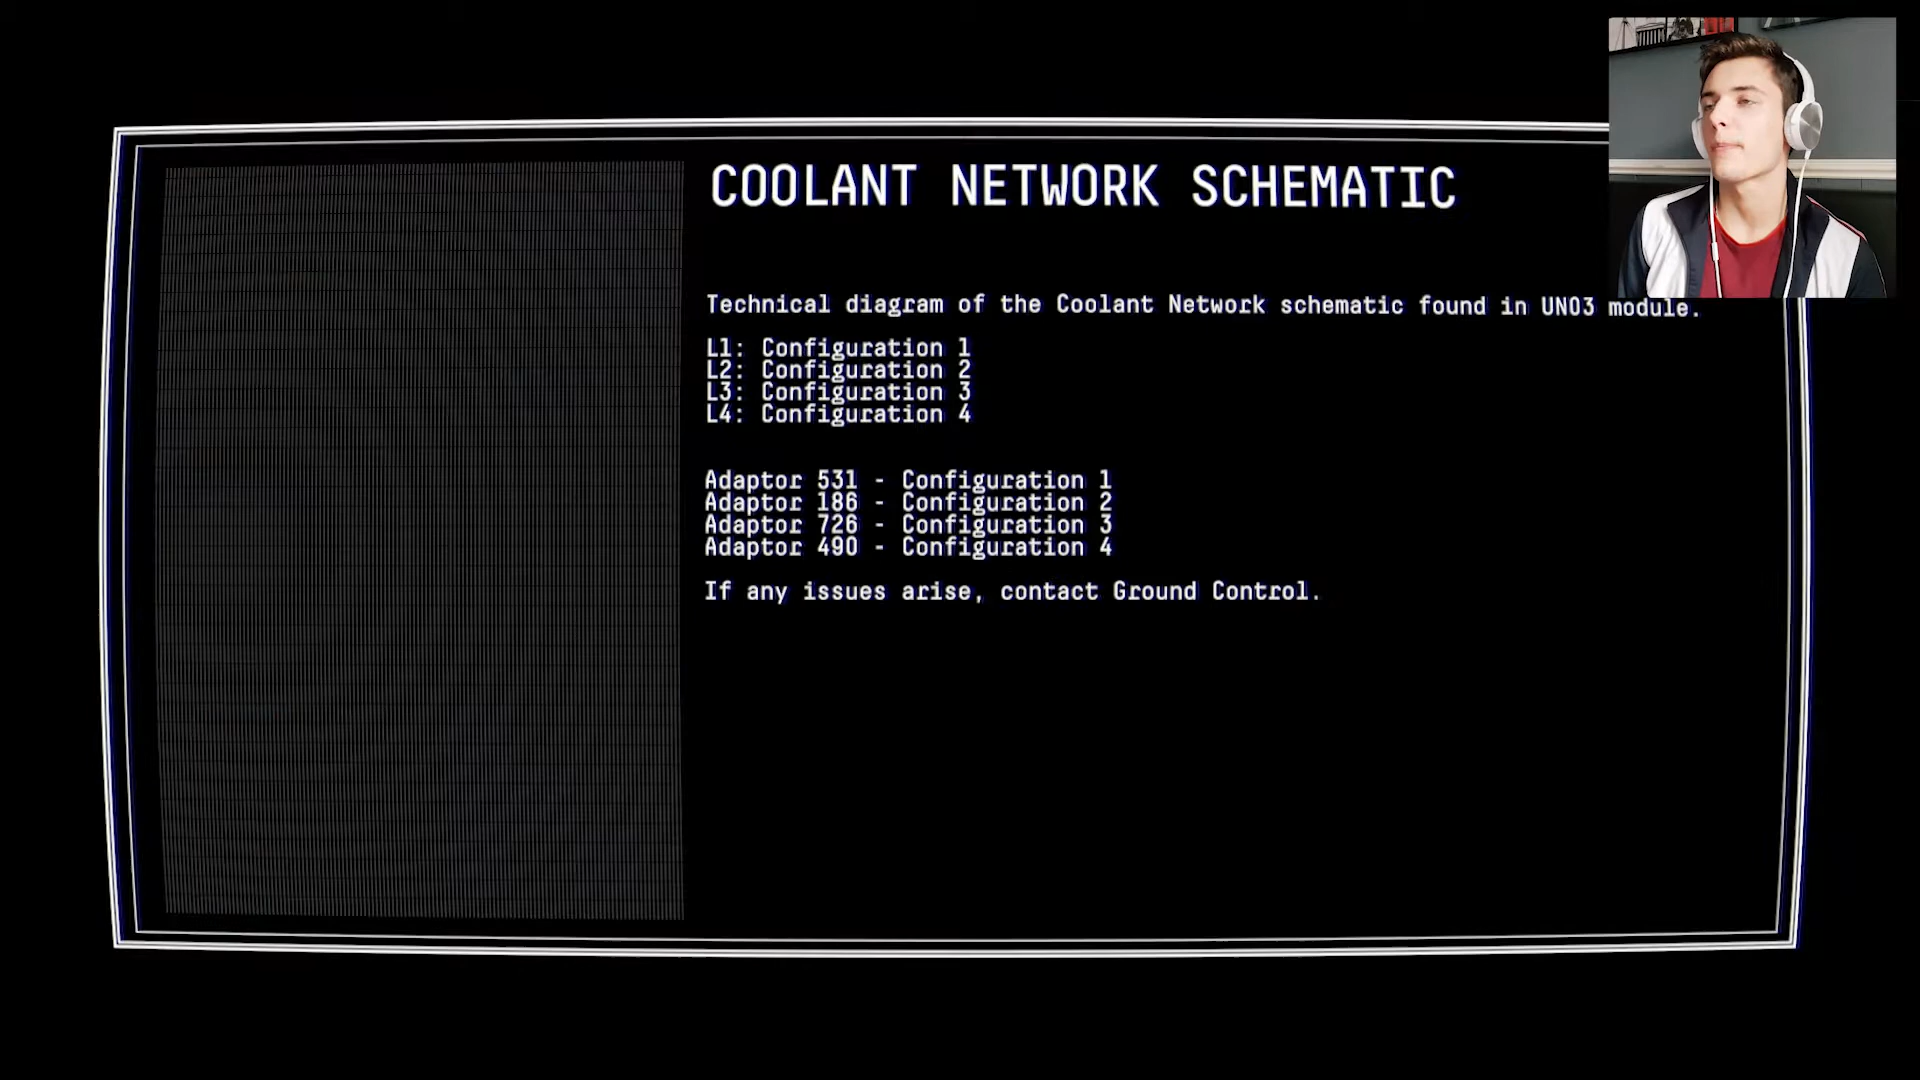 COOLANT NETWORK SCHEMATIC
Technical diagram of the Coolant Network schematic found in UNO3 module.
L1: Configuration 1
L2: Configuration 2
L3: Configuration 3
L4: Configuration 4
Adaptor 531 - Configuration 1
Adaptor 186 - Configuration 2
Adaptor 726 - Configuration 3
Adaptor 490 - Configuration 4
If any issues arise, contact Ground Control.